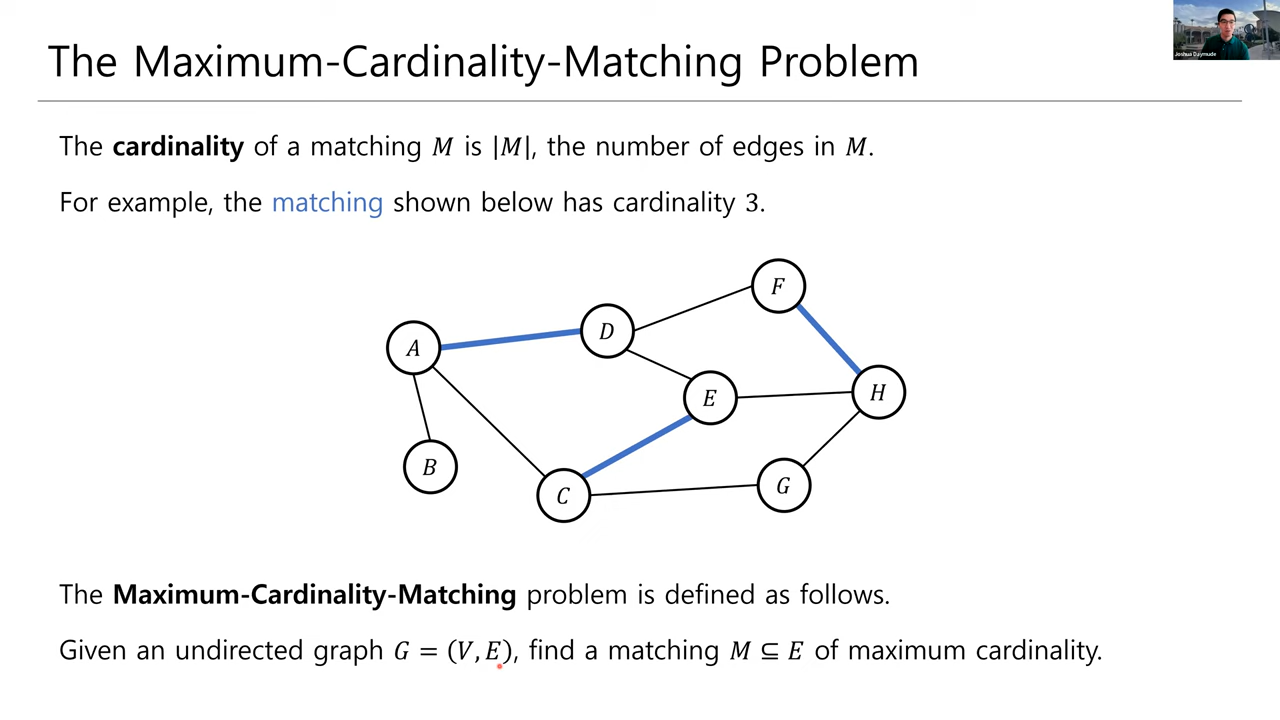 The Maximum-Cardinality-Matching Problem
Joshua Daymude
The cardinality of a matching M is |M|, the number of edges in M.
For example, the matching shown below has cardinality 3.
F
D
A
H
E
B
G
C
The Maximum-Cardinality-Matching problem is defined as follows.
Given an undirected graph G = (V, E), find a matching M ⊆ E of maximum cardinality.